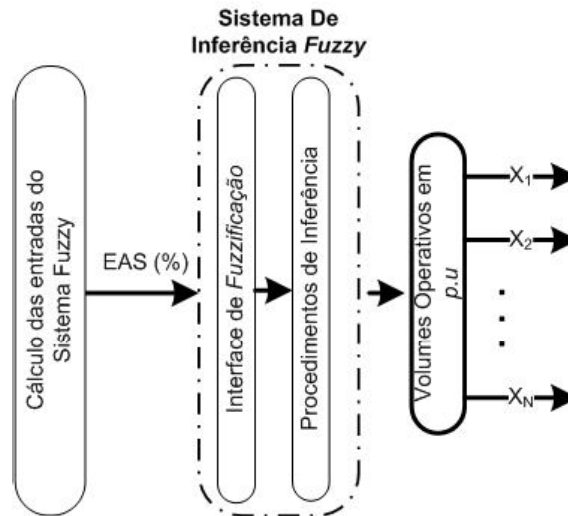 Sistema De
Inferência Fuzzy
Cálculo das entradas do
Sistema Fuzzy
EAS (%)
Interface de Fuzzificação
Procedimentos de Inferência
Volumes Operativos em
p.u
X1
X2
XN